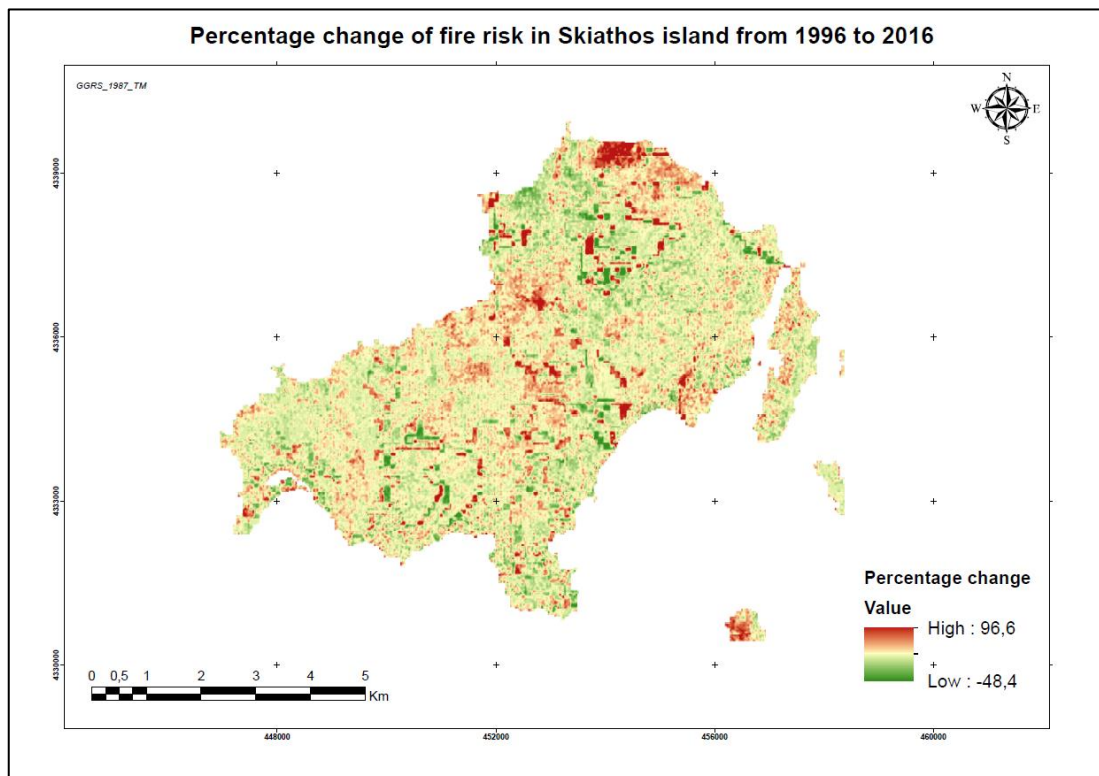 Percentage change of fire risk in Skiathos island from 1996 to 2016
GGRS_1987_TM
N
W E
S
4339000
4336000
4333000
4330000
Percentage change
Value
High : 96,6
Low : -48,4
0 0,5 1 2 3 4 5
Km
448000 452000 456000 460000